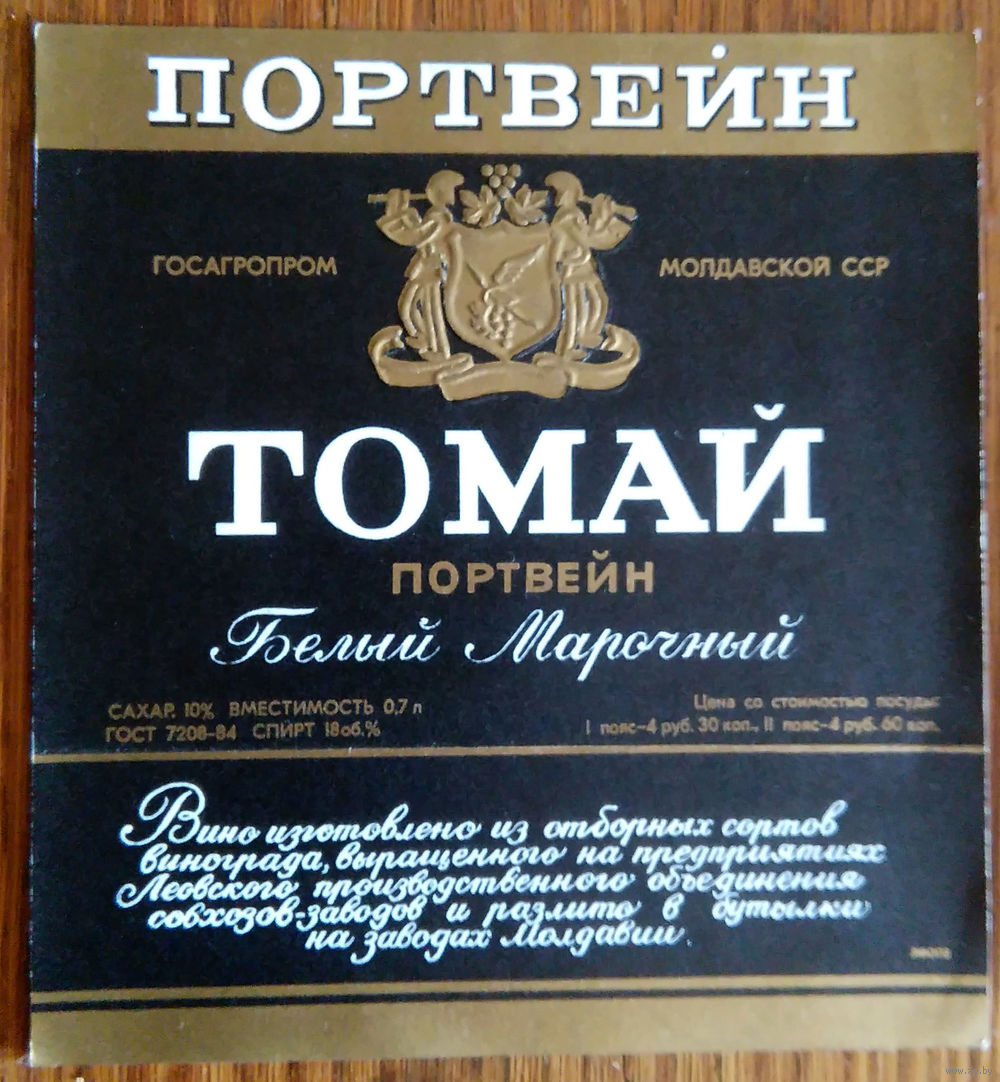 ПОРТВЕЙН
ГОСАГРОПРОМ МОЛДАВСКОЙ ССР
ТОМАЙ
ПОРТВЕЙН
Белый Марочный
САХАР. 10% ВМЕСТИМОСТЬ 0,7 л
ГОСТ 7208-84 СПИРТ 18 об.%
Цена со стоимостью посуды:
I пояс-4 руб. 30 коп., II пояс-4 руб. 60 коп.
Вино изготовлено из отборных сортов
винограда, выращенного на предприятиях
Леовского производственного объединения
совхозов-заводов и разлито в бутылки
на заводах Молдавии.